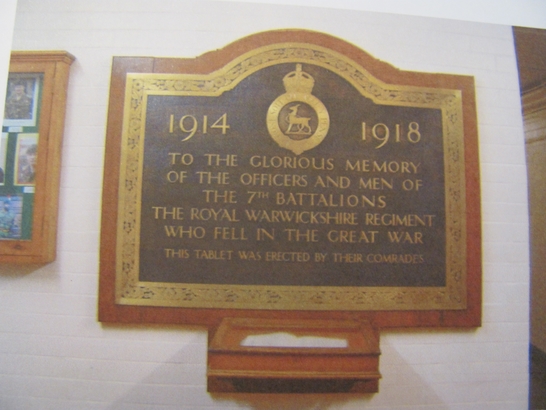 1914 1918
TO THE GLORIOUS MEMORY
OF THE OFFICERS AND MEN OF
THE 7TH BATTALIONS
THE ROYAL WARWICKSHIRE REGIMENT
WHO FELL IN THE GREAT WAR
THIS TABLET WAS ERECTED BY THEIR COMRADES